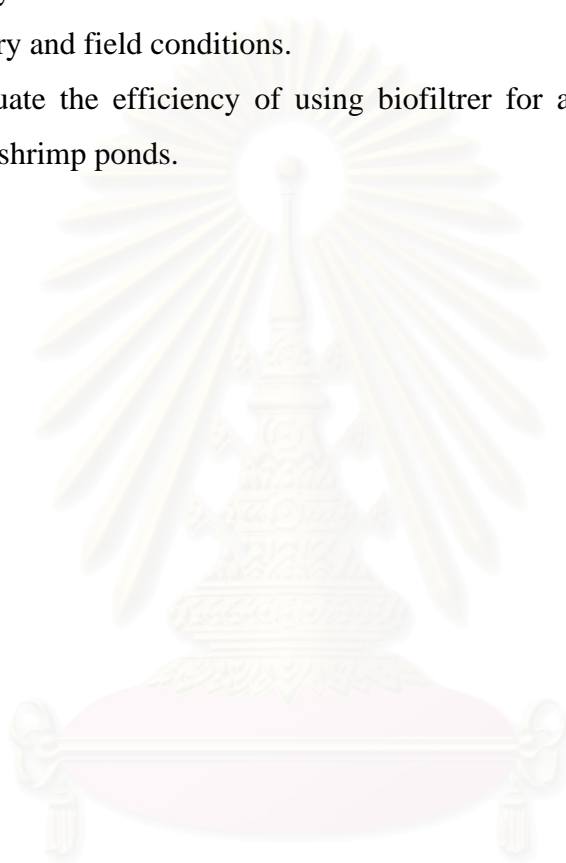 ry and field conditions.
uate the efficiency of using biofiltrer for a
shrimp ponds.